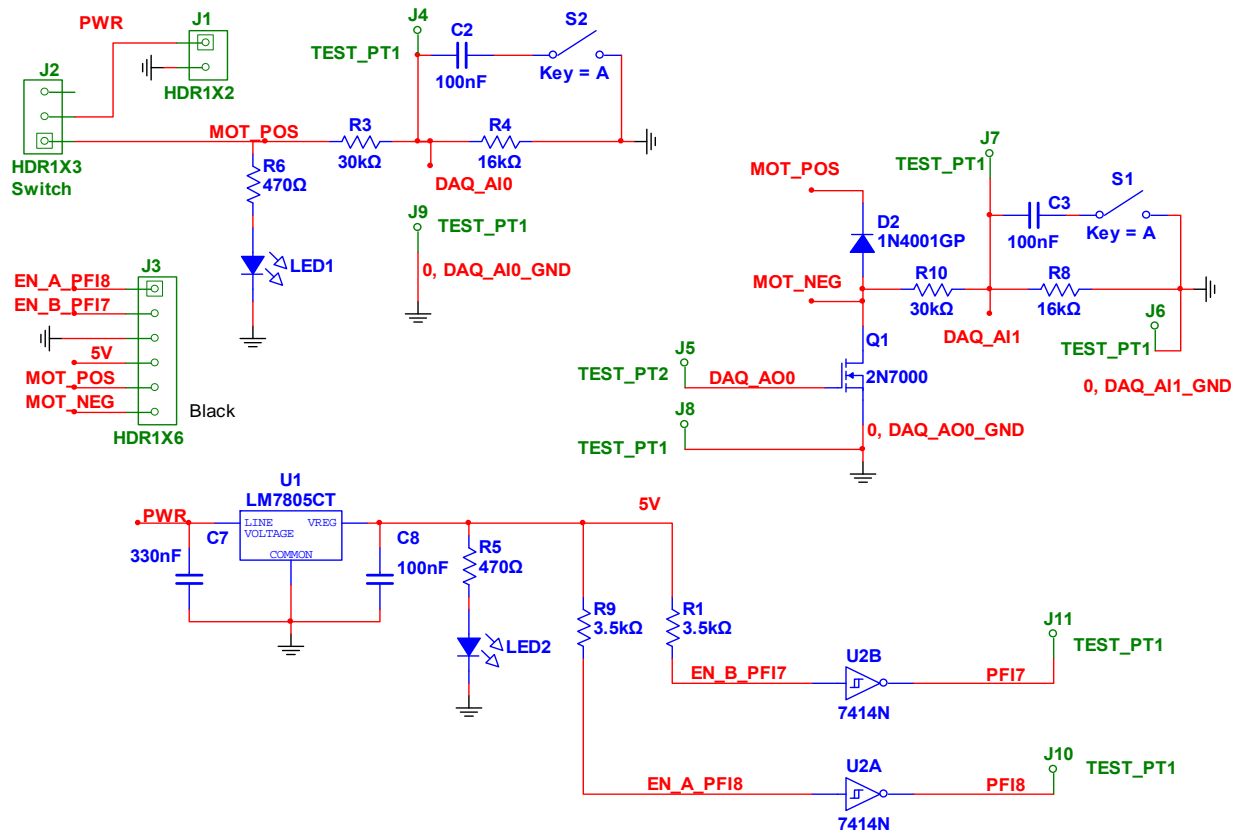 J1
PWR
HDR1X2
J2
HDR1X3
Switch
MOT_POS
R3
30kΩ
J4
TEST_PT1
C2
100nF
S2
Key = A
R4
16kΩ
DAQ_AI0
R6
470Ω
LED1
J9
TEST_PT1
0, DAQ_AI0_GND
J3
EN_A_PFI8
EN_B_PFI7
5V
MOT_POS
MOT_NEG
HDR1X6
Black
J7
TEST_PT1
MOT_POS
D2
1N4001GP
C3
100nF
S1
Key = A
MOT_NEG
R10
30kΩ
R8
16kΩ
DAQ_AI1
J6
TEST_PT1
0, DAQ_AI1_GND
Q1
2N7000
J5
TEST_PT2
DAQ_AO0
J8
TEST_PT1
0, DAQ_AO0_GND
U1
LM7805CT
PWR
LINE VREG
VOLTAGE
COMMON
C7
330nF
C8
100nF
5V
R5
470Ω
LED2
R9
3.5kΩ
R1
3.5kΩ
EN_B_PFI7
U2B
7414N
PFI7
J11
TEST_PT1
EN_A_PFI8
U2A
7414N
PFI8
J10
TEST_PT1